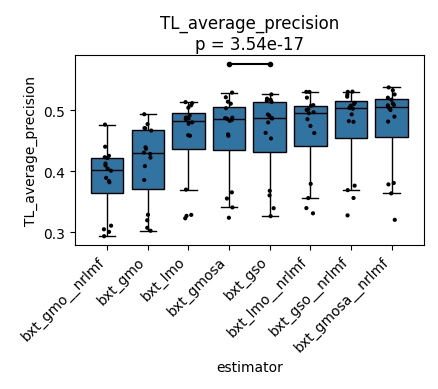 TL_average_precision
p = 3.54e-17
TL_average_precision
0.5
0.4
0.3
bxt_gmo__nrlmf
bxt_gmo
bxt_lmo
bxt_gmosa
bxt_gso
bxt_lmo__nrlmf
bxt_gso__nrlmf
bxt_gmosa__nrlmf
estimator